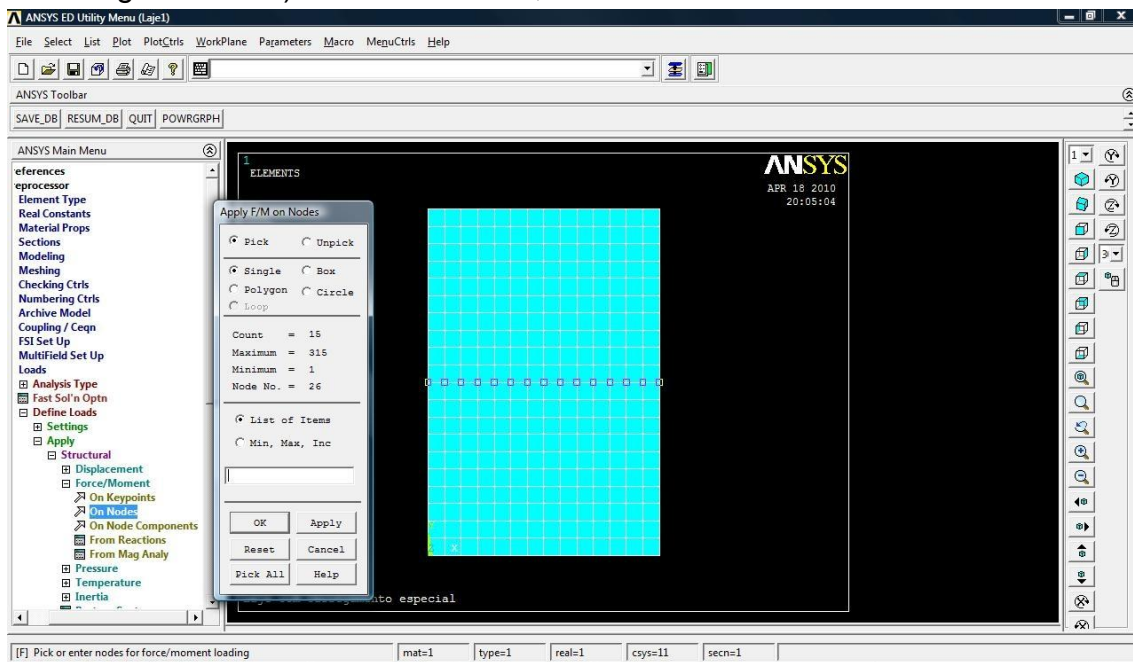 ANSYS ED Utility Menu (Laje1)
File Select List Plot PlotCtrls WorkPlane Parameters Macro MenuCtrls Help
ANSYS Toolbar
SAVE_DB RESUM_DB QUIT POWRGRPH
ANSYS Main Menu
eferences
eprocessor
Element Type
Real Constants
Material Props
Sections
Modeling
Meshing
Checking Ctrls
Numbering Ctrls
Archive Model
Coupling / Ceqn
FSI Set Up
MultiField Set Up
Loads
Analysis Type
Fast Sol'n Optn
Define Loads
Settings
Apply
Structural
Displacement
Force/Moment
On Keypoints
On Nodes
On Node Components
From Reactions
From Mag Analy
Pressure
Temperature
Inertia
Apply F/M on Nodes
Pick Unpick
Single Box
Polygon Circle
Loop
Count = 15
Maximum = 315
Minimum = 1
Node No. = 26
List of Items
Min, Max, Inc
OK Apply
Reset Cancel
Pick All Help
1
ELEMENTS
ANSYS
APR 18 2010
20:05:04
X
especial
1
3
[F] Pick or enter nodes for force/moment loading
mat=1 type=1 real=1 csys=11 secn=1